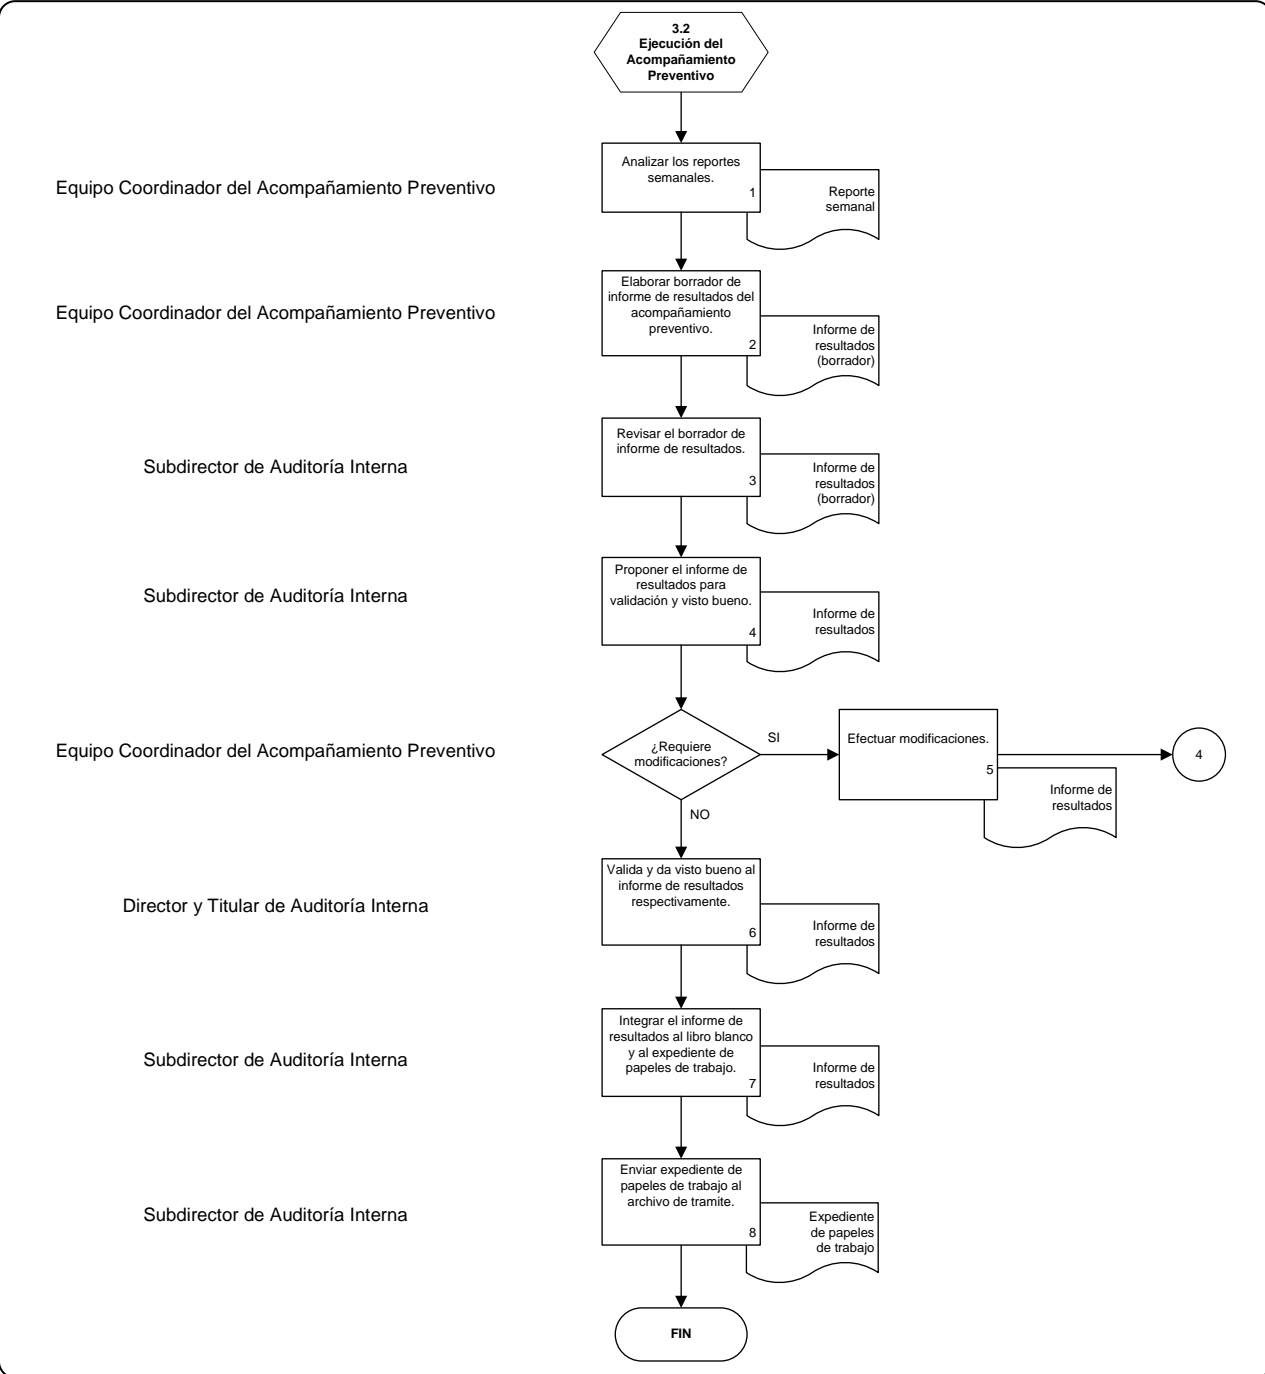 3.2
Ejecución del
Acompañamiento
Preventivo
Equipo Coordinador del Acompañamiento Preventivo
Analizar los reportes
semanales.
1
Reporte
semanal
Equipo Coordinador del Acompañamiento Preventivo
Elaborar borrador de
informe de resultados del
acompañamiento
preventivo.
2
Informe de
resultados
(borrador)
Subdirector de Auditoría Interna
Revisar el borrador de
informe de resultados.
3
Informe de
resultados
(borrador)
Subdirector de Auditoría Interna
Proponer el informe de
resultados para
validación y visto bueno.
4
Informe de
resultados
Equipo Coordinador del Acompañamiento Preventivo
¿Requiere
modificaciones?
SI
Efectuar modificaciones.
5
Informe de
resultados
4
NO
Director y Titular de Auditoría Interna
Valida y da visto bueno al
informe de resultados
respectivamente.
6
Informe de
resultados
Subdirector de Auditoría Interna
Integrar el informe de
resultados al libro blanco
y al expediente de
papeles de trabajo.
7
Informe de
resultados
Subdirector de Auditoría Interna
Enviar expediente de
papeles de trabajo al
archivo de tramite.
8
Expediente
de papeles
de trabajo
FIN